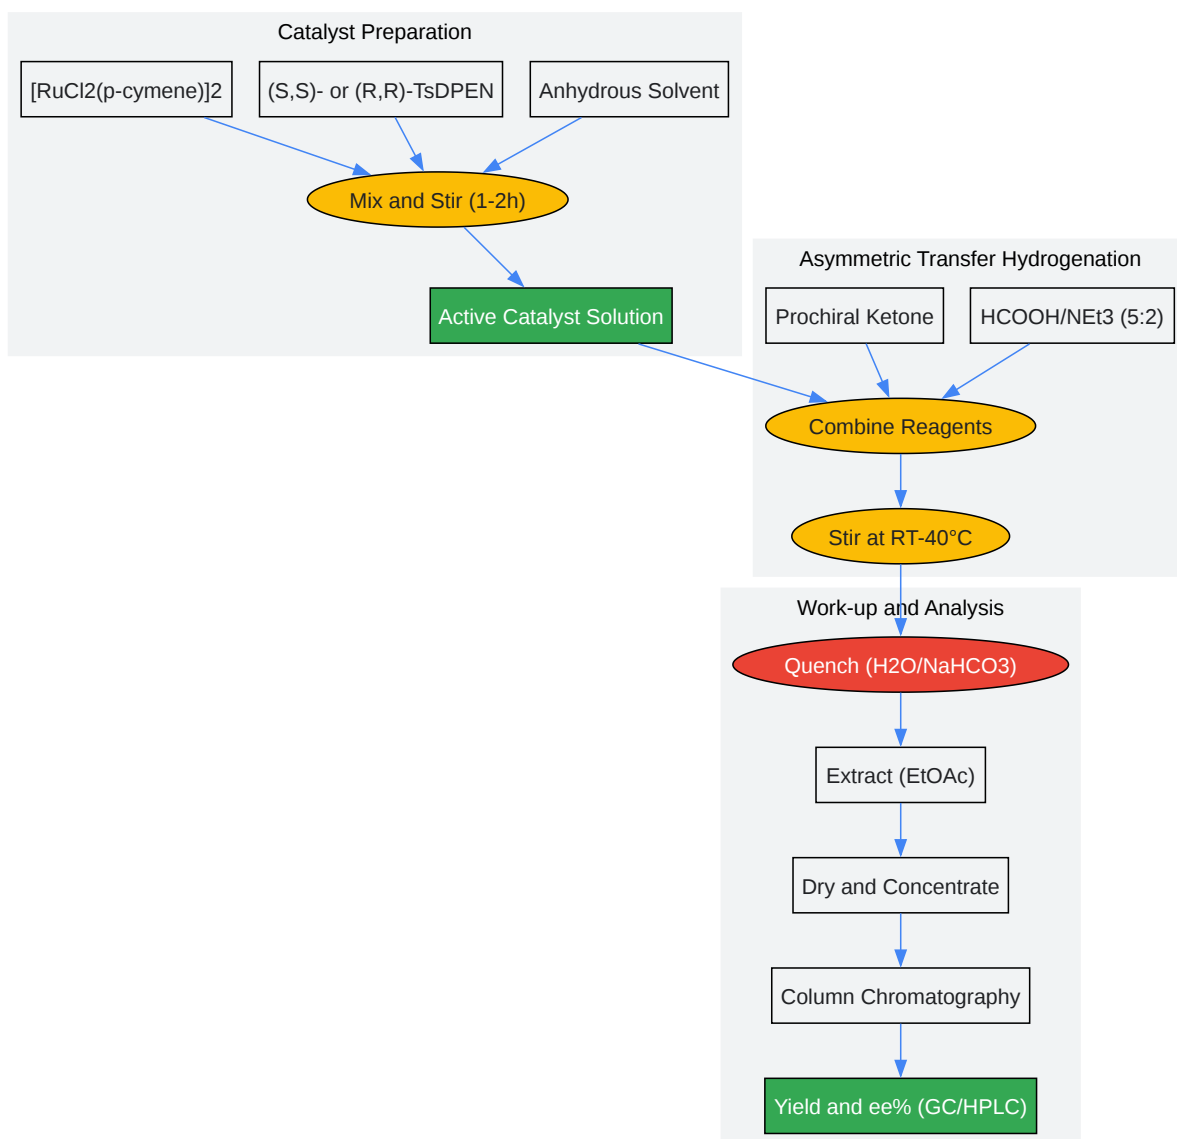 Catalyst Preparation
[RuCl2(p-cymene)]2
(S,S)- or (R,R)-TsDPEN
Anhydrous Solvent
Mix and Stir (1-2h)
Active Catalyst Solution
Asymmetric Transfer Hydrogenation
Prochiral Ketone
HCOOH/NEt3 (5:2)
Combine Reagents
Stir at RT-40°C
Work-up and Analysis
Quench (H2O/NaHCO3)
Extract (EtOAc)
Dry and Concentrate
Column Chromatography
Yield and ee% (GC/HPLC)